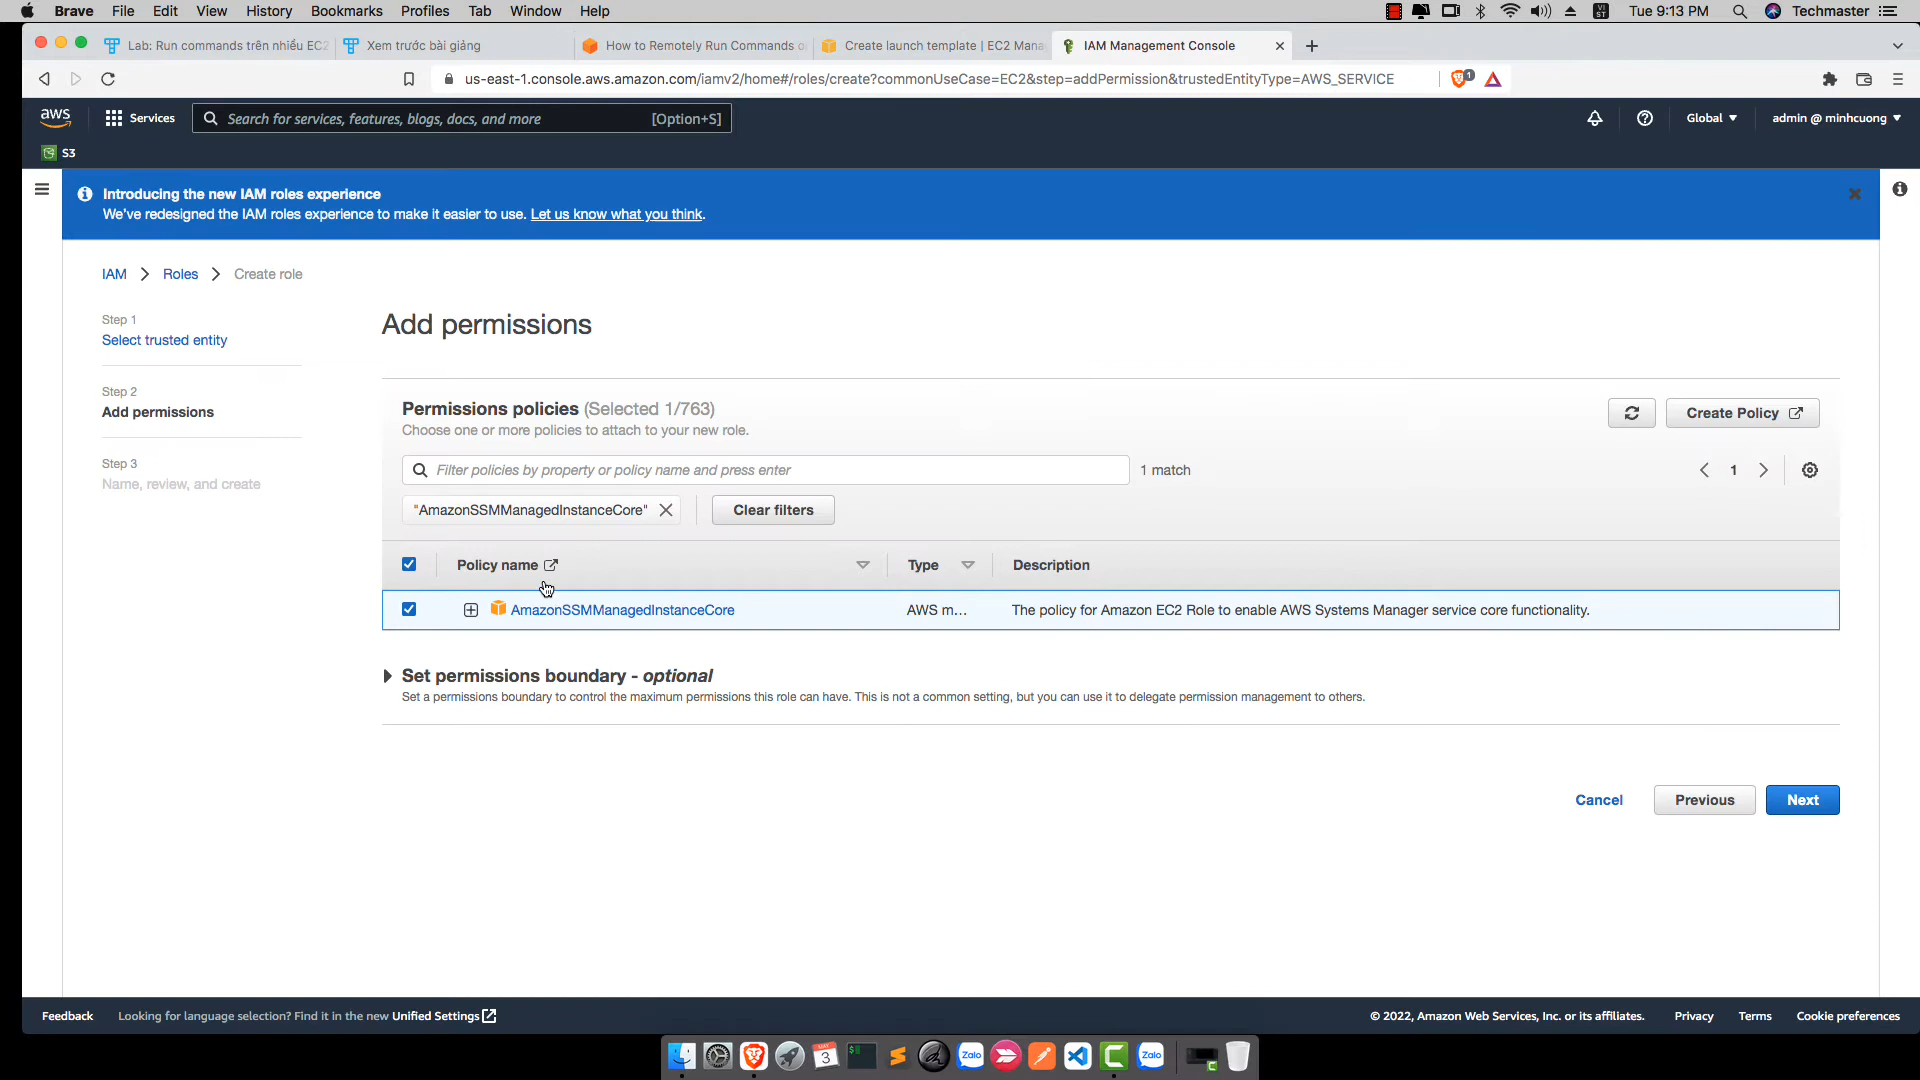 Brave File Edit View History Bookmarks Profiles Tab Window Help
VI
ST
Tue 9:13 PM
Techmaster
Lab: Run commands trên nhiều EC2
Xem trước bài giảng
How to Remotely Run Commands o
Create launch template | EC2 Mana
IAM Management Console
us-east-1.console.aws.amazon.com/iamv2/home#/roles/create?commonUseCase=EC2&step=addPermission&trustedEntityType=AWS_SERVICE
1
aws
Services
Search for services, features, blogs, docs, and more
[Option+S]
Global
admin @ minhcuong
S3
Introducing the new IAM roles experience
We've redesigned the IAM roles experience to make it easier to use. Let us know what you think.
IAM
Roles
Create role
Step 1
Select trusted entity
Step 2
Add permissions
Step 3
Name, review, and create
Add permissions
Permissions policies (Selected 1/763)
Choose one or more policies to attach to your new role.
Create Policy
Filter policies by property or policy name and press enter
1 match
1
"AmazonSSMManagedInstanceCore"
Clear filters
Policy name
Type
Description
AmazonSSMManagedInstanceCore
AWS m...
The policy for Amazon EC2 Role to enable AWS Systems Manager service core functionality.
Set permissions boundary - optional
Set a permissions boundary to control the maximum permissions this role can have. This is not a common setting, but you can use it to delegate permission management to others.
Cancel
Previous
Next
Feedback
Looking for language selection? Find it in the new Unified Settings
© 2022, Amazon Web Services, Inc. or its affiliates.
Privacy
Terms
Cookie preferences
MAY
3
$
Zalo
C
Zalo